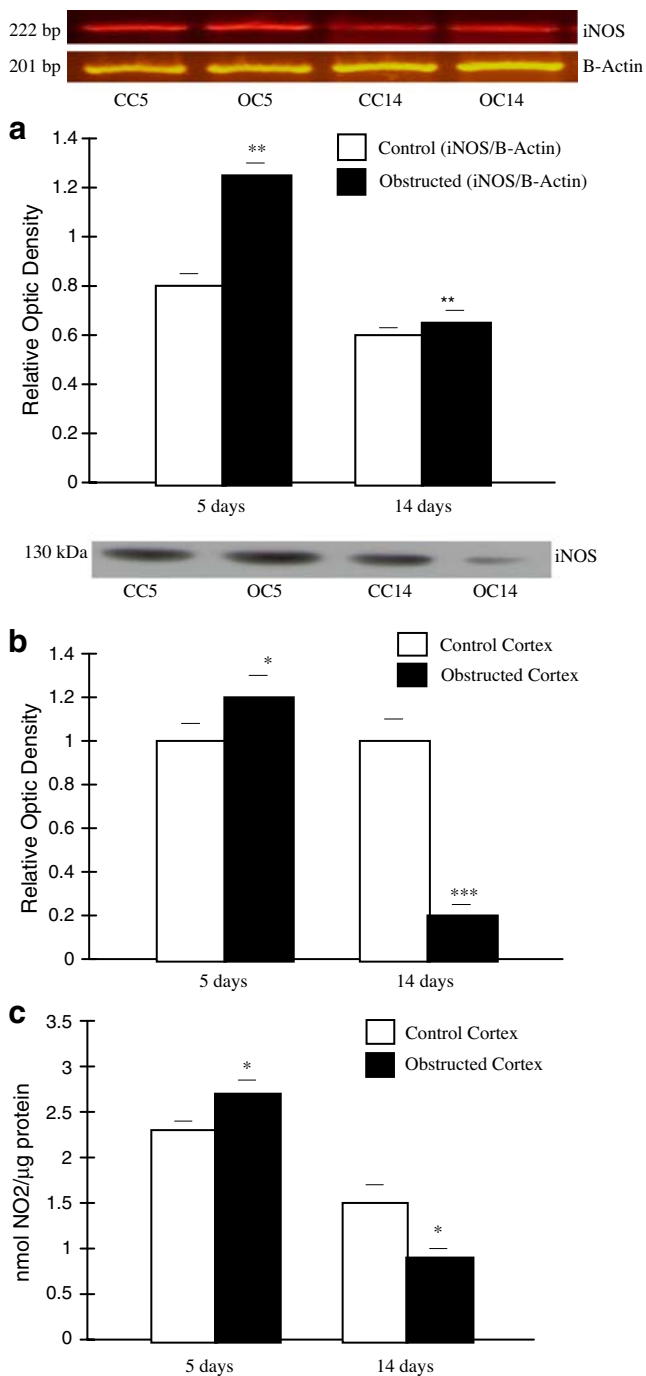 222 bp iNOS
201 bp B-Actin
CC5 OC5 CC14 OC14
a
1.4
1.2
1
0.8
0.6
0.4
0.2
0
Relative Optic Density
Control (iNOS/B-Actin)
Obstructed (iNOS/B-Actin)
**
**
5 days 14 days
130 kDa iNOS
CC5 OC5 CC14 OC14
b
1.4
1.2
1
0.8
0.6
0.4
0.2
0
Relative Optic Density
Control Cortex
Obstructed Cortex
*
***
5 days 14 days
c
3.5
3
2.5
2
1.5
1
0.5
0
nmol NO2/µg protein
Control Cortex
Obstructed Cortex
*
*
5 days 14 days